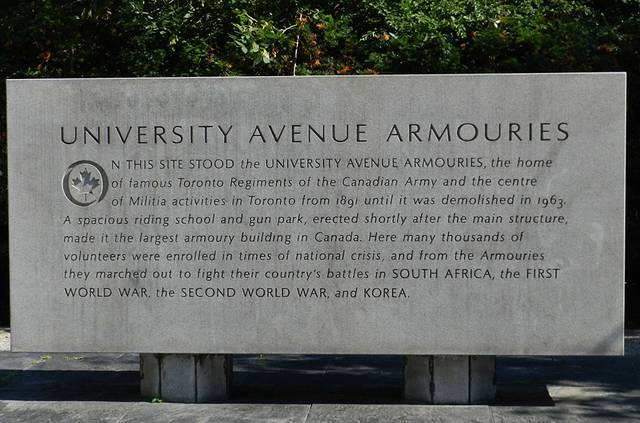 UNIVERSITY AVENUE ARMOURIES
ON THIS SITE STOOD the UNIVERSITY AVENUE ARMOURIES, the home
of famous Toronto Regiments of the Canadian Army and the centre
of Militia activities in Toronto from 1891 until it was demolished in 1963.
A spacious riding school and gun park, erected shortly after the main structure,
made it the largest armoury building in Canada. Here many thousands of
volunteers were enrolled in times of national crisis, and from the Armouries
they marched out to fight their country's battles in SOUTH AFRICA, the FIRST
WORLD WAR, the SECOND WORLD WAR, and KOREA.